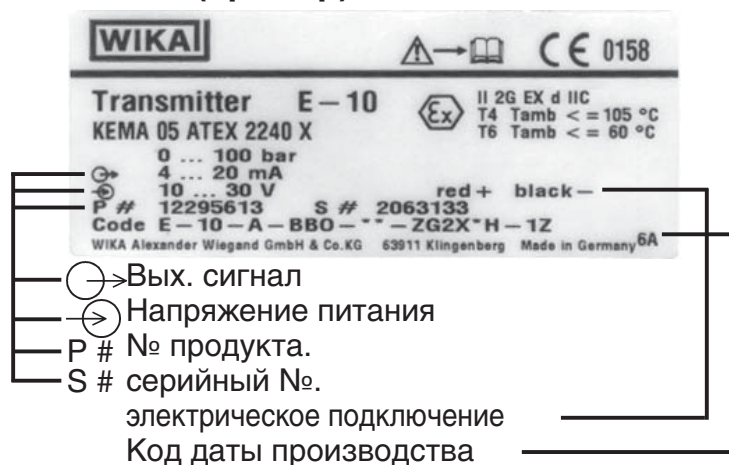 WIKA
CE 0158
Transmitter E – 10
II 2G EX d IIC
T4 Tamb < = 105 °C
KEMA 05 ATEX 2240 X
T6 Tamb < = 60 °C
0 ... 100 bar
4 ... 20 mA
10 ... 30 V red + black –
P # 12295613 S # 2063133
Code E – 10 – A – BBO – " " – ZG2X " H – 1Z
WIKA Alexander Wiegand GmbH & Co.KG 63911 Klingenberg Made in Germany 6A
Вых. сигнал
Напряжение питания
P # № продукта.
S # серийный №.
электрическое подключение
Код даты производства